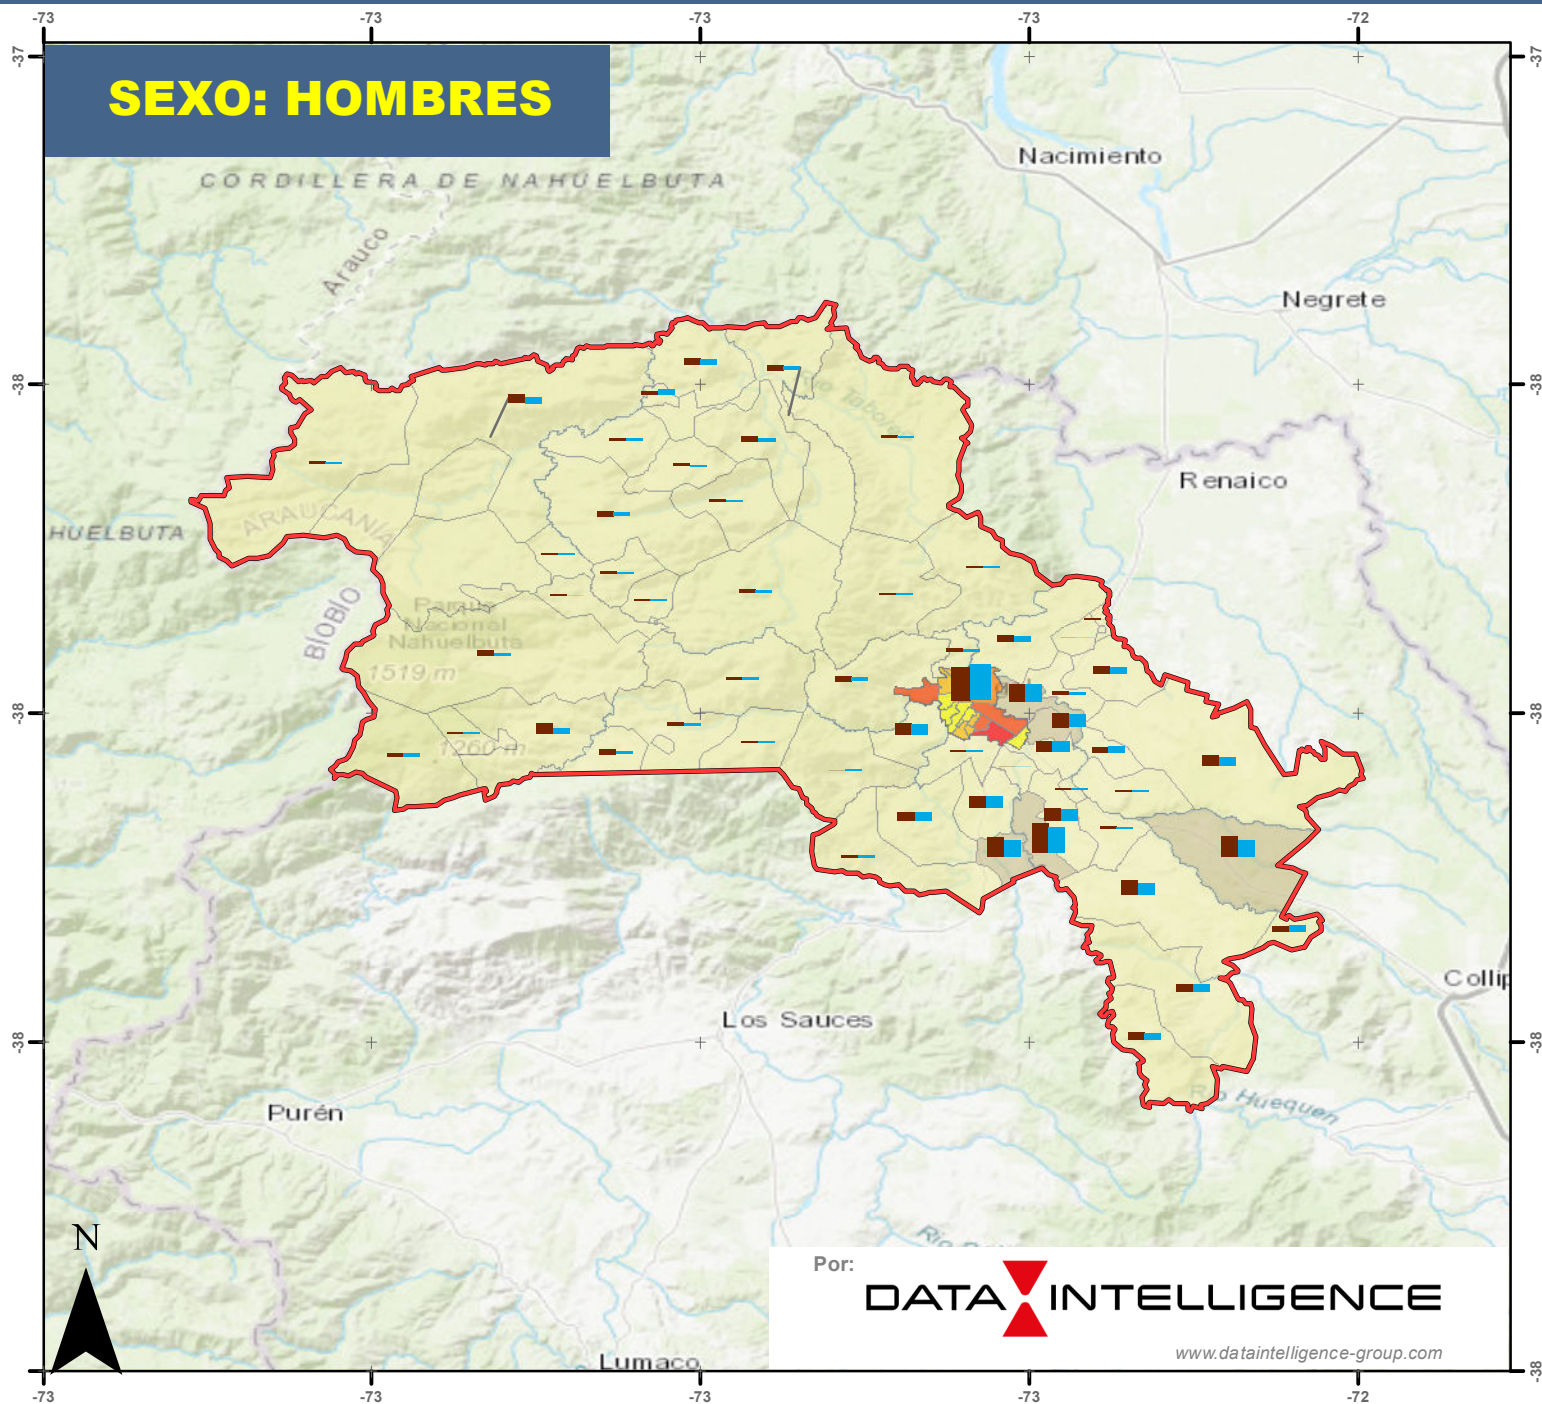 -73 -73 -73 -73 -72
-37 -37
SEXO: HOMBRES
Nacimiento
CORDILLERA DE NAHUELBUTA
Arauco
Negrete
-38 -38
Renaico
HUELBUTA
ARAUCANÍA
BÍOBÍO
Parque
Nacional
Nahuelbuta
1519 m
-38 -38
1260 m
Collip
Los Sauces
-38 -38
Purén
Río Huequen
N
Por:
DATA INTELLIGENCE
www.dataintelligence-group.com
Lumaco
-38
-73 -73 -73 -73 -72